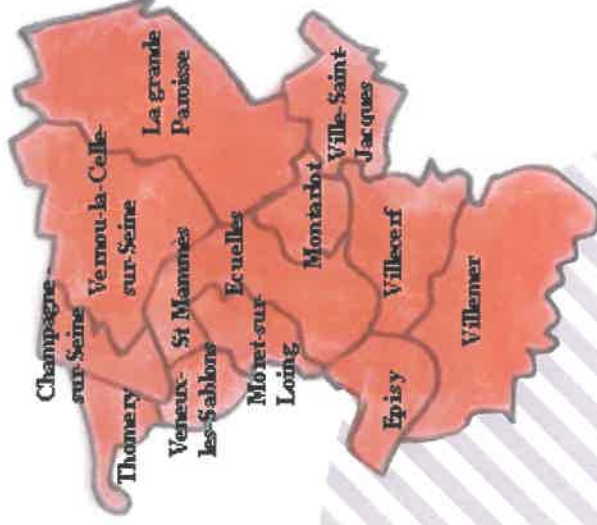 Champagne-
sur-Seine
Thomery
Vernou-la-Celle-
sur-Seine
La grande
Paroisse
Veneux-
les-Sablons
St Mammès
Moret-sur-
Loing
Ecuelles
Montarlot
Ville-Saint-
Jacques
Episy
Villecerf
Villemer